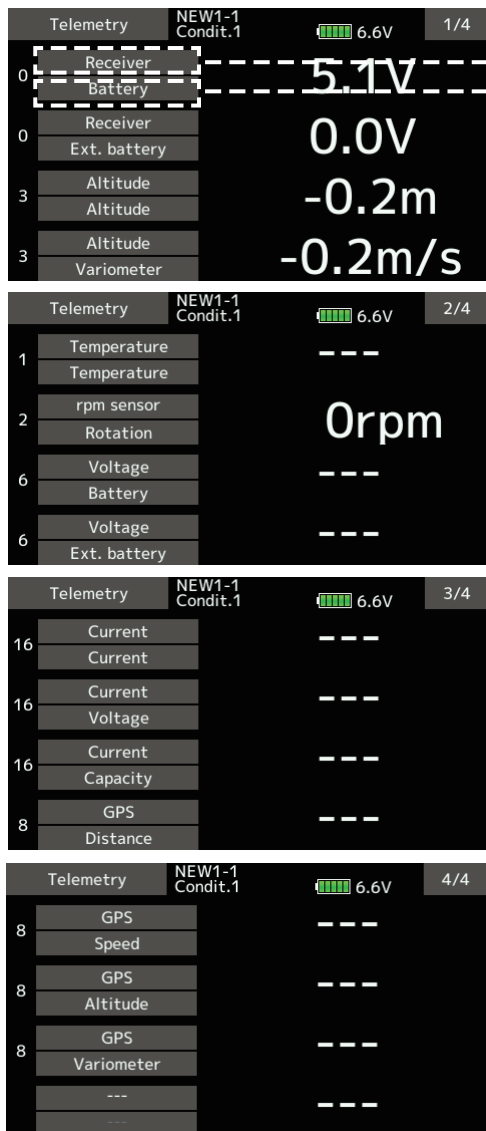 Telemetry NEW1-1 Condit.1 6.6V 1/4
0 Receiver Battery 5.1V
0 Receiver Ext. battery 0.0V
3 Altitude Altitude -0.2m
3 Altitude Variometer -0.2m/s
Telemetry NEW1-1 Condit.1 6.6V 2/4
1 Temperature Temperature ---
2 rpm sensor Rotation 0rpm
6 Voltage Battery ---
6 Voltage Ext. battery ---
Telemetry NEW1-1 Condit.1 6.6V 3/4
16 Current Current ---
16 Current Voltage ---
16 Current Capacity ---
8 GPS Distance ---
Telemetry NEW1-1 Condit.1 6.6V 4/4
8 GPS Speed ---
8 GPS Altitude ---
8 GPS Variometer ---
--- --- ---